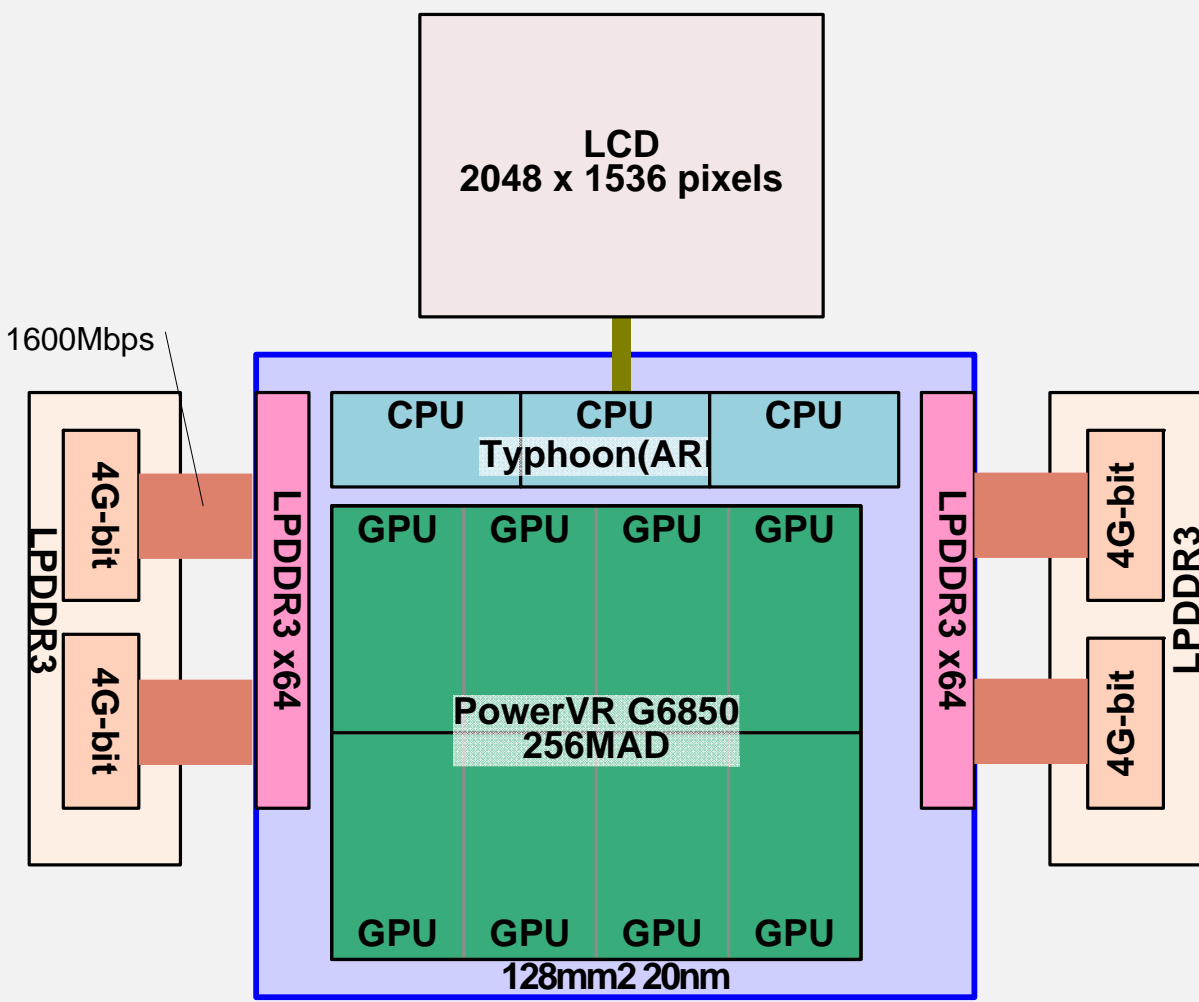 LCD
2048 x 1536 pixels
1600Mbps
CPU
CPU
CPU
Typhoon(AR
LPDDR3
4G-bit
4G-bit
LPDDR3 x64
GPU
GPU
GPU
GPU
PowerVR G6850
256MAD
GPU
GPU
GPU
GPU
LPDDR3 x64
4G-bit
4G-bit
LPDDR3
128mm2 20nm